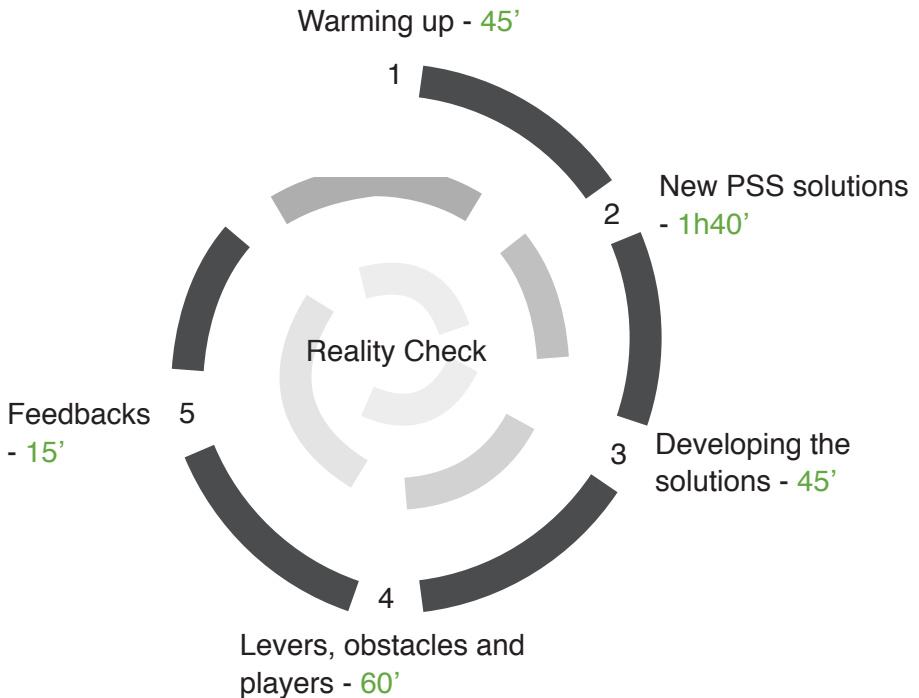 Warming up - 45’
1
New PSS solutions
- 1h40’
2
Developing the
solutions - 45’
3
Levers, obstacles and
players - 60’
4
Feedbacks
- 15’
5
Reality Check